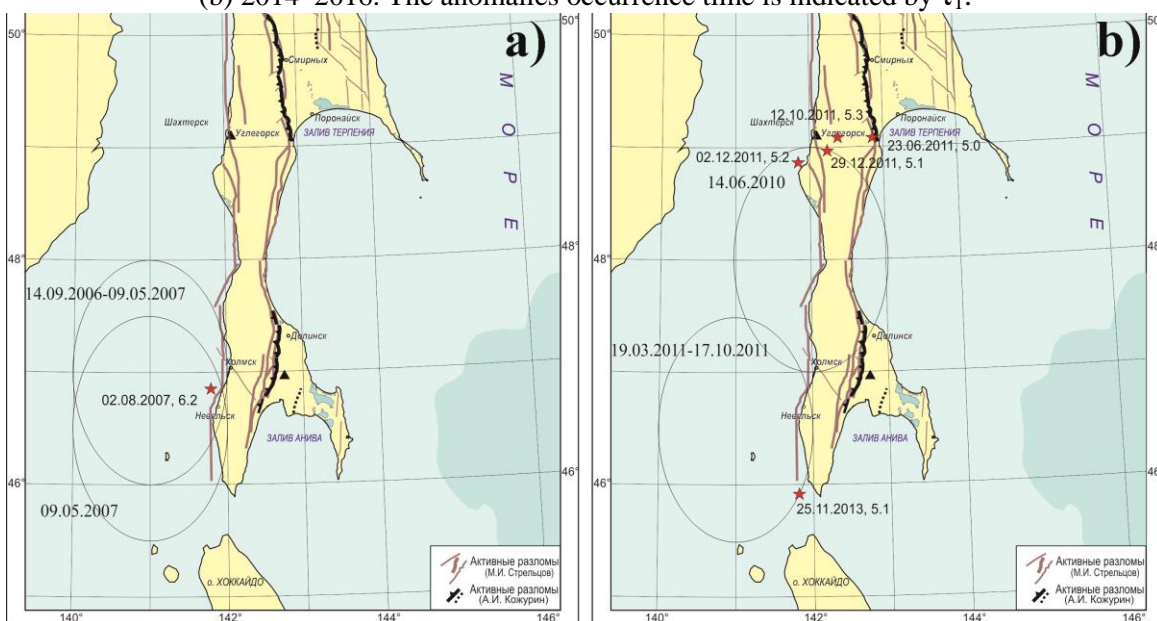 (b) 2014–2016. The anomalies occurrence time is indicated by τ1.
50°
50°
50°
a)
b)
Смирных
М О Р Е
Шахтерск
Углегорск
Поронайск
ЗАЛИВ ТЕРПЕНИЯ
48°
14.09.2006-09.05.2007
Долинск
Холмск
02.08.2007, 6.2
Невельск
ЗАЛИВ АНИВА
46°
09.05.2007
о. ХОККАЙДО
Активные разломы
(М.И. Стрельцов)
Активные разломы
(А.И. Кожурин)
140°
142°
144°
146°
Смирных
М О Р Е
12.10.2011, 5.3
Шахтерск
Углегорск
Поронайск
ЗАЛИВ ТЕРПЕНИЯ
23.06.2011, 5.0
02.12.2011, 5.2
29.12.2011, 5.1
14.06.2010
48°
Долинск
19.03.2011-17.10.2011
Холмск
Невельск
ЗАЛИВ АНИВА
46°
25.11.2013, 5.1
о. ХОККАЙДО
Активные разломы
(М.И. Стрельцов)
Активные разломы
(А.И. Кожурин)
140°
142°
144°
146°